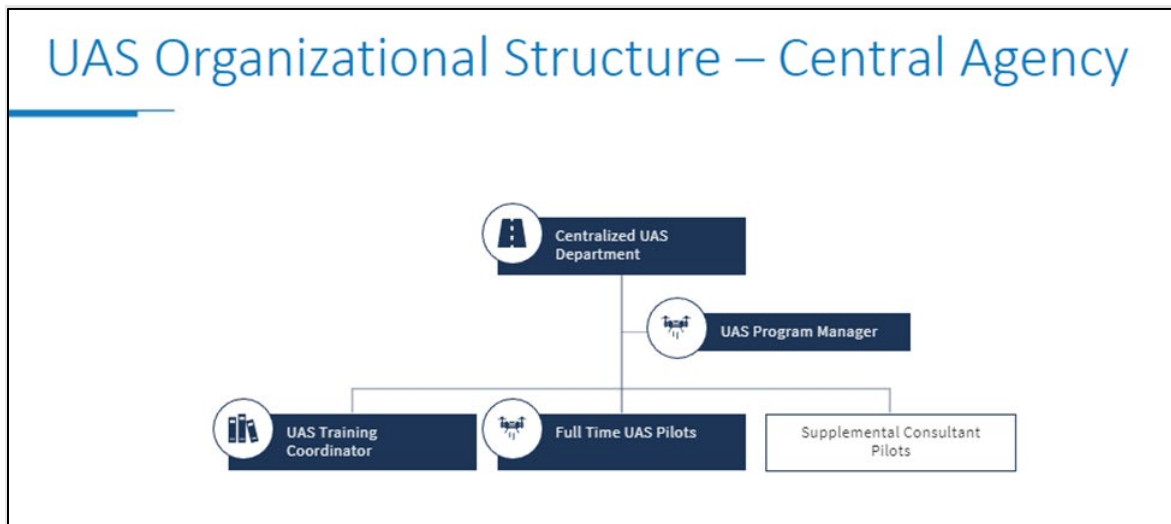 UAS Organizational Structure – Central Agency
Centralized UAS
Department
UAS Program Manager
UAS Training
Coordinator
Full Time UAS Pilots
Supplemental Consultant
Pilots